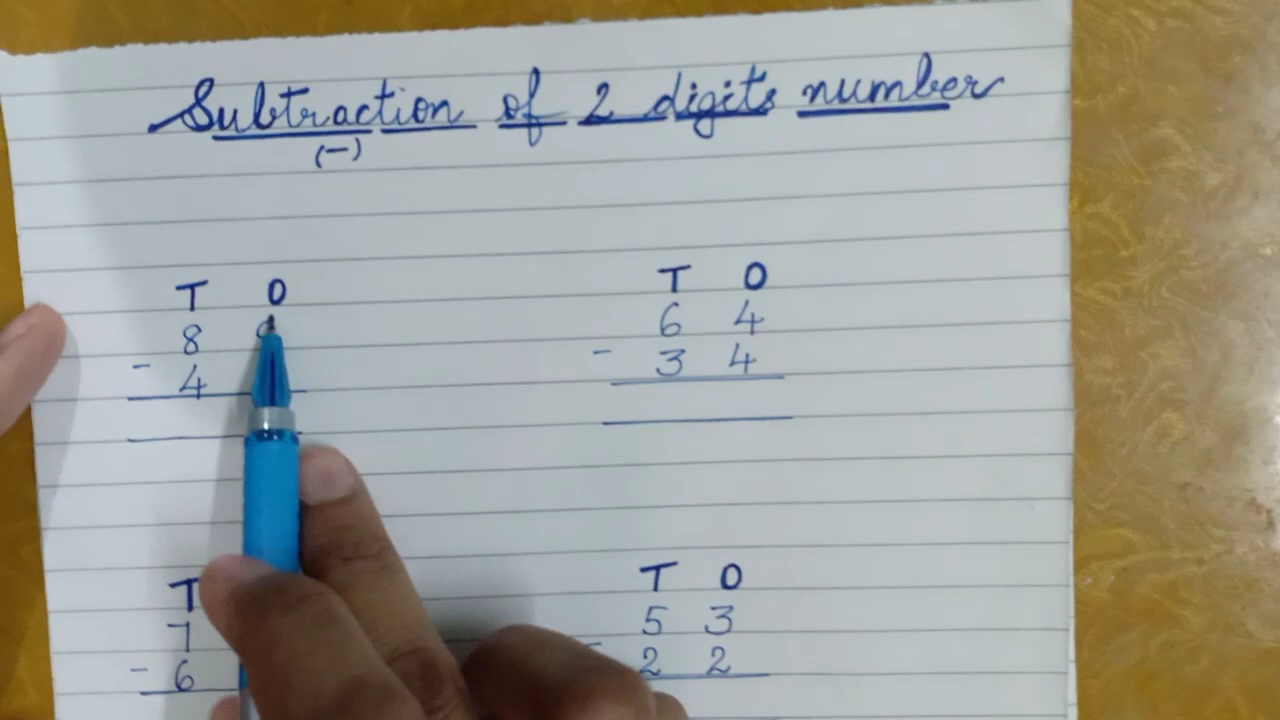 Subtraction of 2 digits number
(-)
T O
8
- 4
T O
6 4
- 3 4
T
7
- 6
T O
5 3
- 2 2